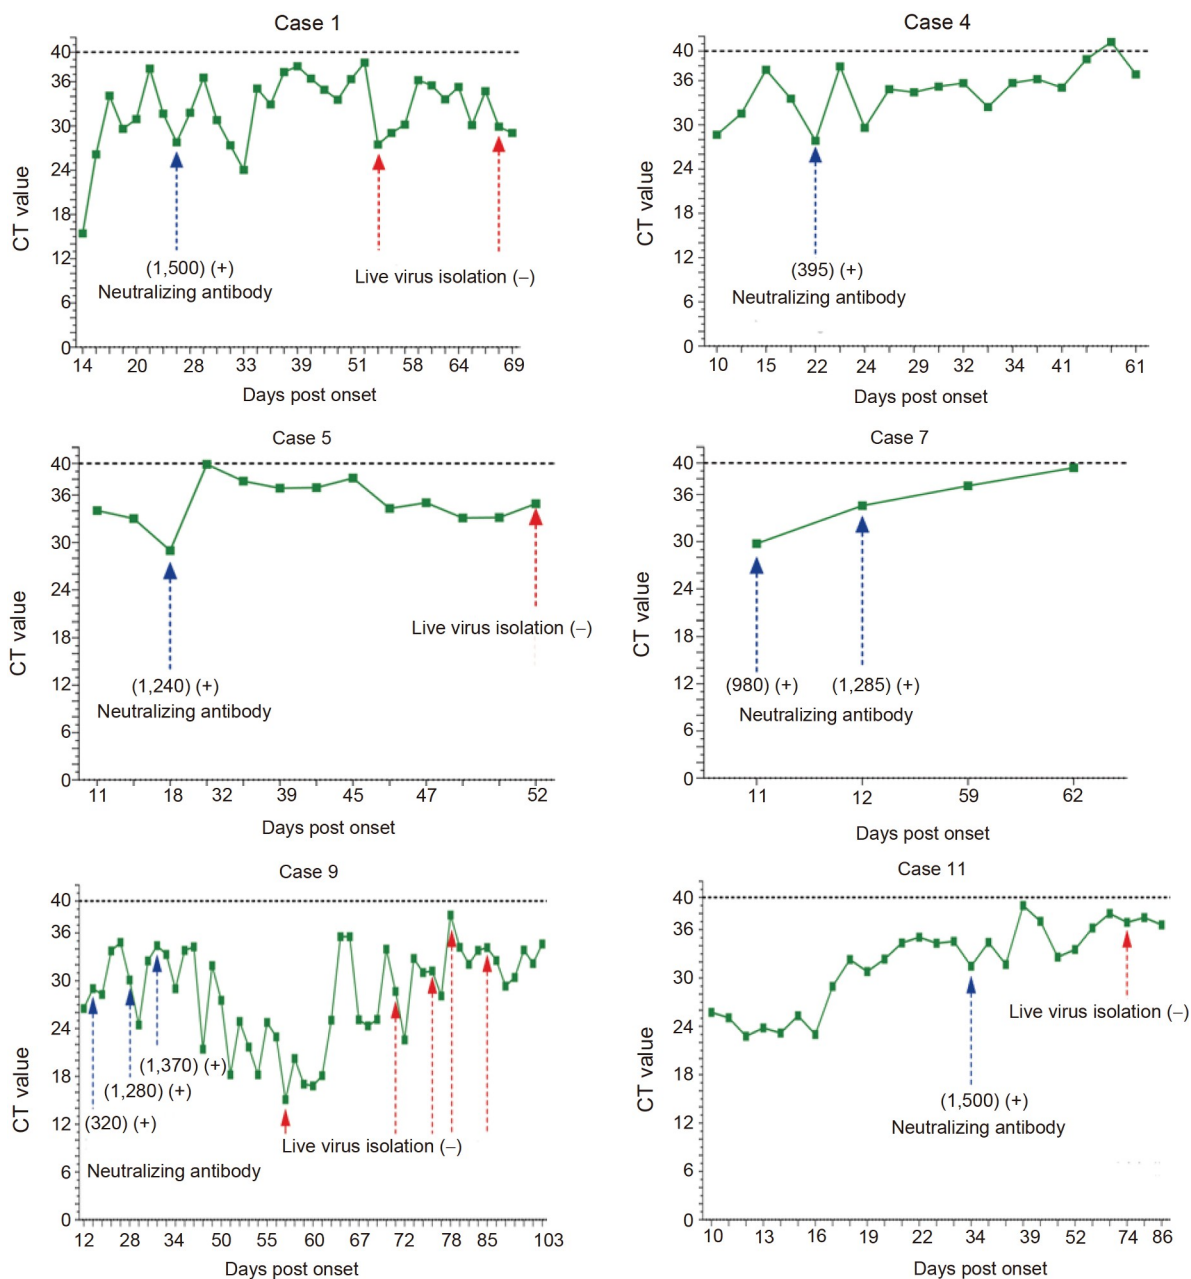 Case 1
CT value
40
36
30
24
18
12
6
0
(1,500) (+)
Neutralizing antibody
Live virus isolation (–)
14 20 28 33 39 51 58 64 69
Days post onset
Case 4
CT value
40
36
30
24
18
12
6
0
(395) (+)
Neutralizing antibody
10 15 22 24 29 32 34 41 61
Days post onset
Case 5
CT value
40
36
30
24
18
12
6
0
Live virus isolation (–)
(1,240) (+)
Neutralizing antibody
11 18 32 39 45 47 52
Days post onset
Case 7
CT value
40
36
30
24
18
12
6
0
(980) (+) (1,285) (+)
Neutralizing antibody
11 12 59 62
Days post onset
Case 9
CT value
40
36
30
24
18
12
6
0
(1,370) (+)
(1,280) (+)
(320) (+)
Live virus isolation (–)
Neutralizing antibody
12 28 34 50 55 60 67 72 78 85 103
Days post onset
Case 11
CT value
40
36
30
24
18
12
6
0
Live virus isolation (–)
(1,500) (+)
Neutralizing antibody
10 13 16 19 22 34 39 52 74 86
Days post onset